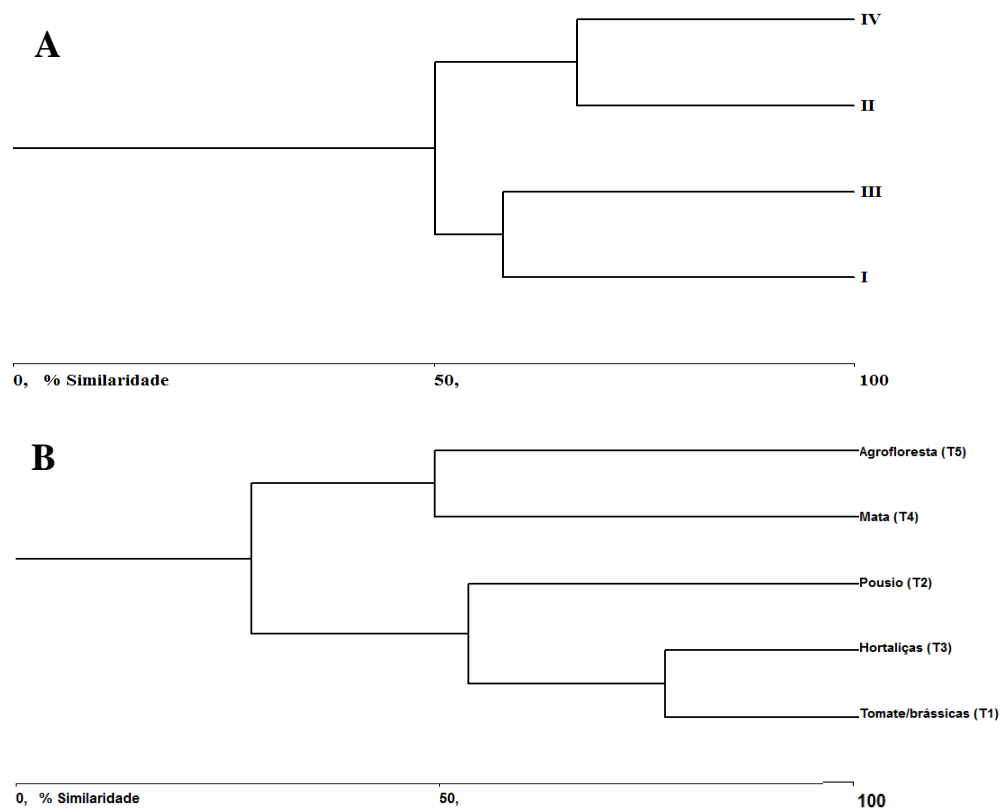 A
IV
II
III
I
0, % Similaridade 50, 100
B
Agrofloresta (T5)
Mata (T4)
Pousio (T2)
Hortaliças (T3)
Tomate/brássicas (T1)
0, % Similaridade 50, 100